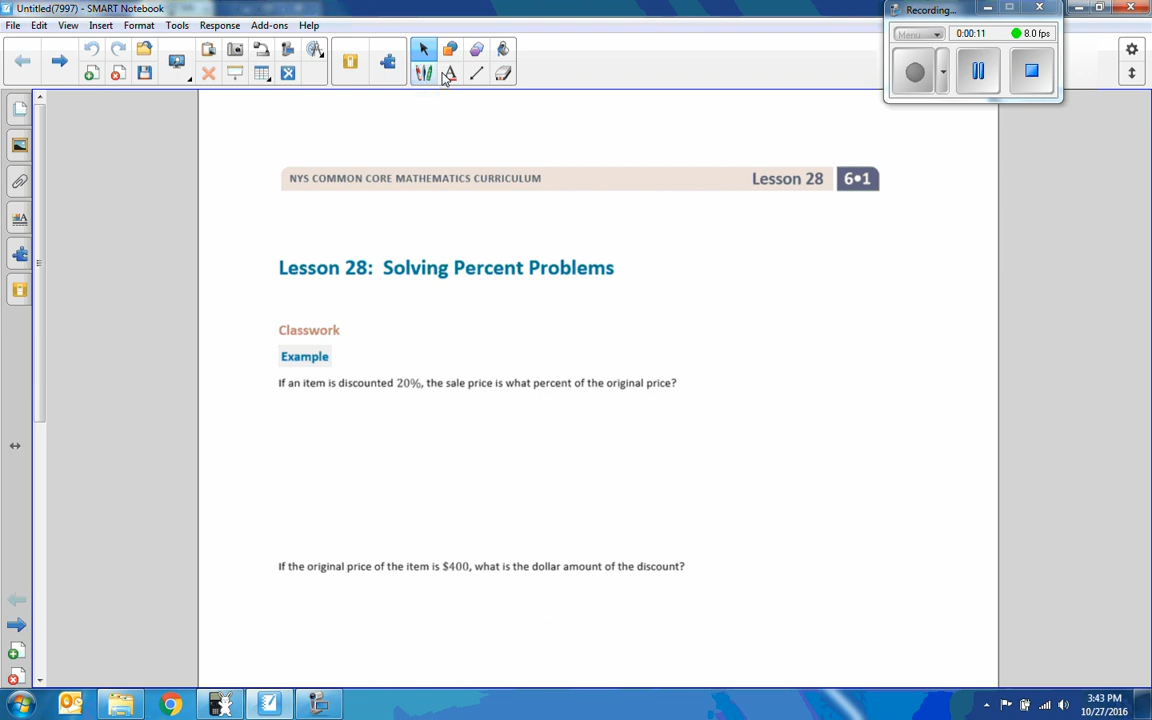 Untitled(7997) - SMART Notebook
File Edit View Insert Format Tools Response Add-ons Help
Recording...
Menu 0:00:11 8.0 fps
NYS COMMON CORE MATHEMATICS CURRICULUM Lesson 28 6•1
Lesson 28: Solving Percent Problems
Classwork
Example
If an item is discounted 20%, the sale price is what percent of the original price?
If the original price of the item is $400, what is the dollar amount of the discount?
3:43 PM
10/27/2016